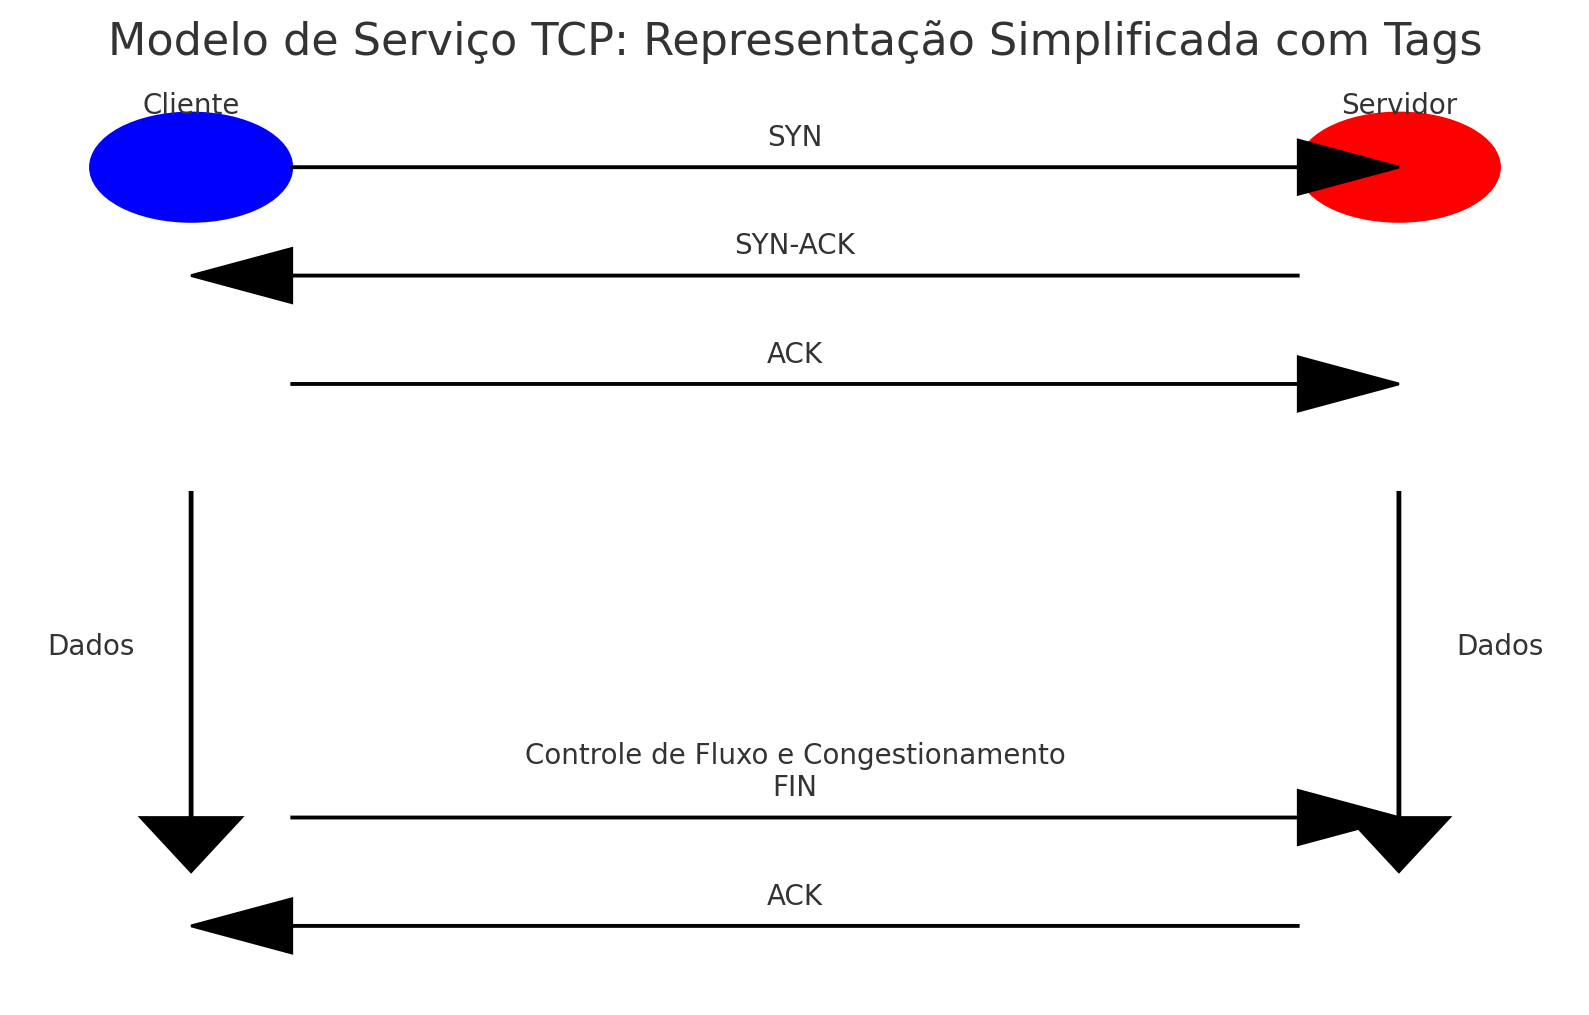 Modelo de Serviço TCP: Representação Simplificada com Tags
Cliente
Servidor
SYN
SYN-ACK
ACK
Dados
Dados
Controle de Fluxo e Congestionamento
FIN
ACK